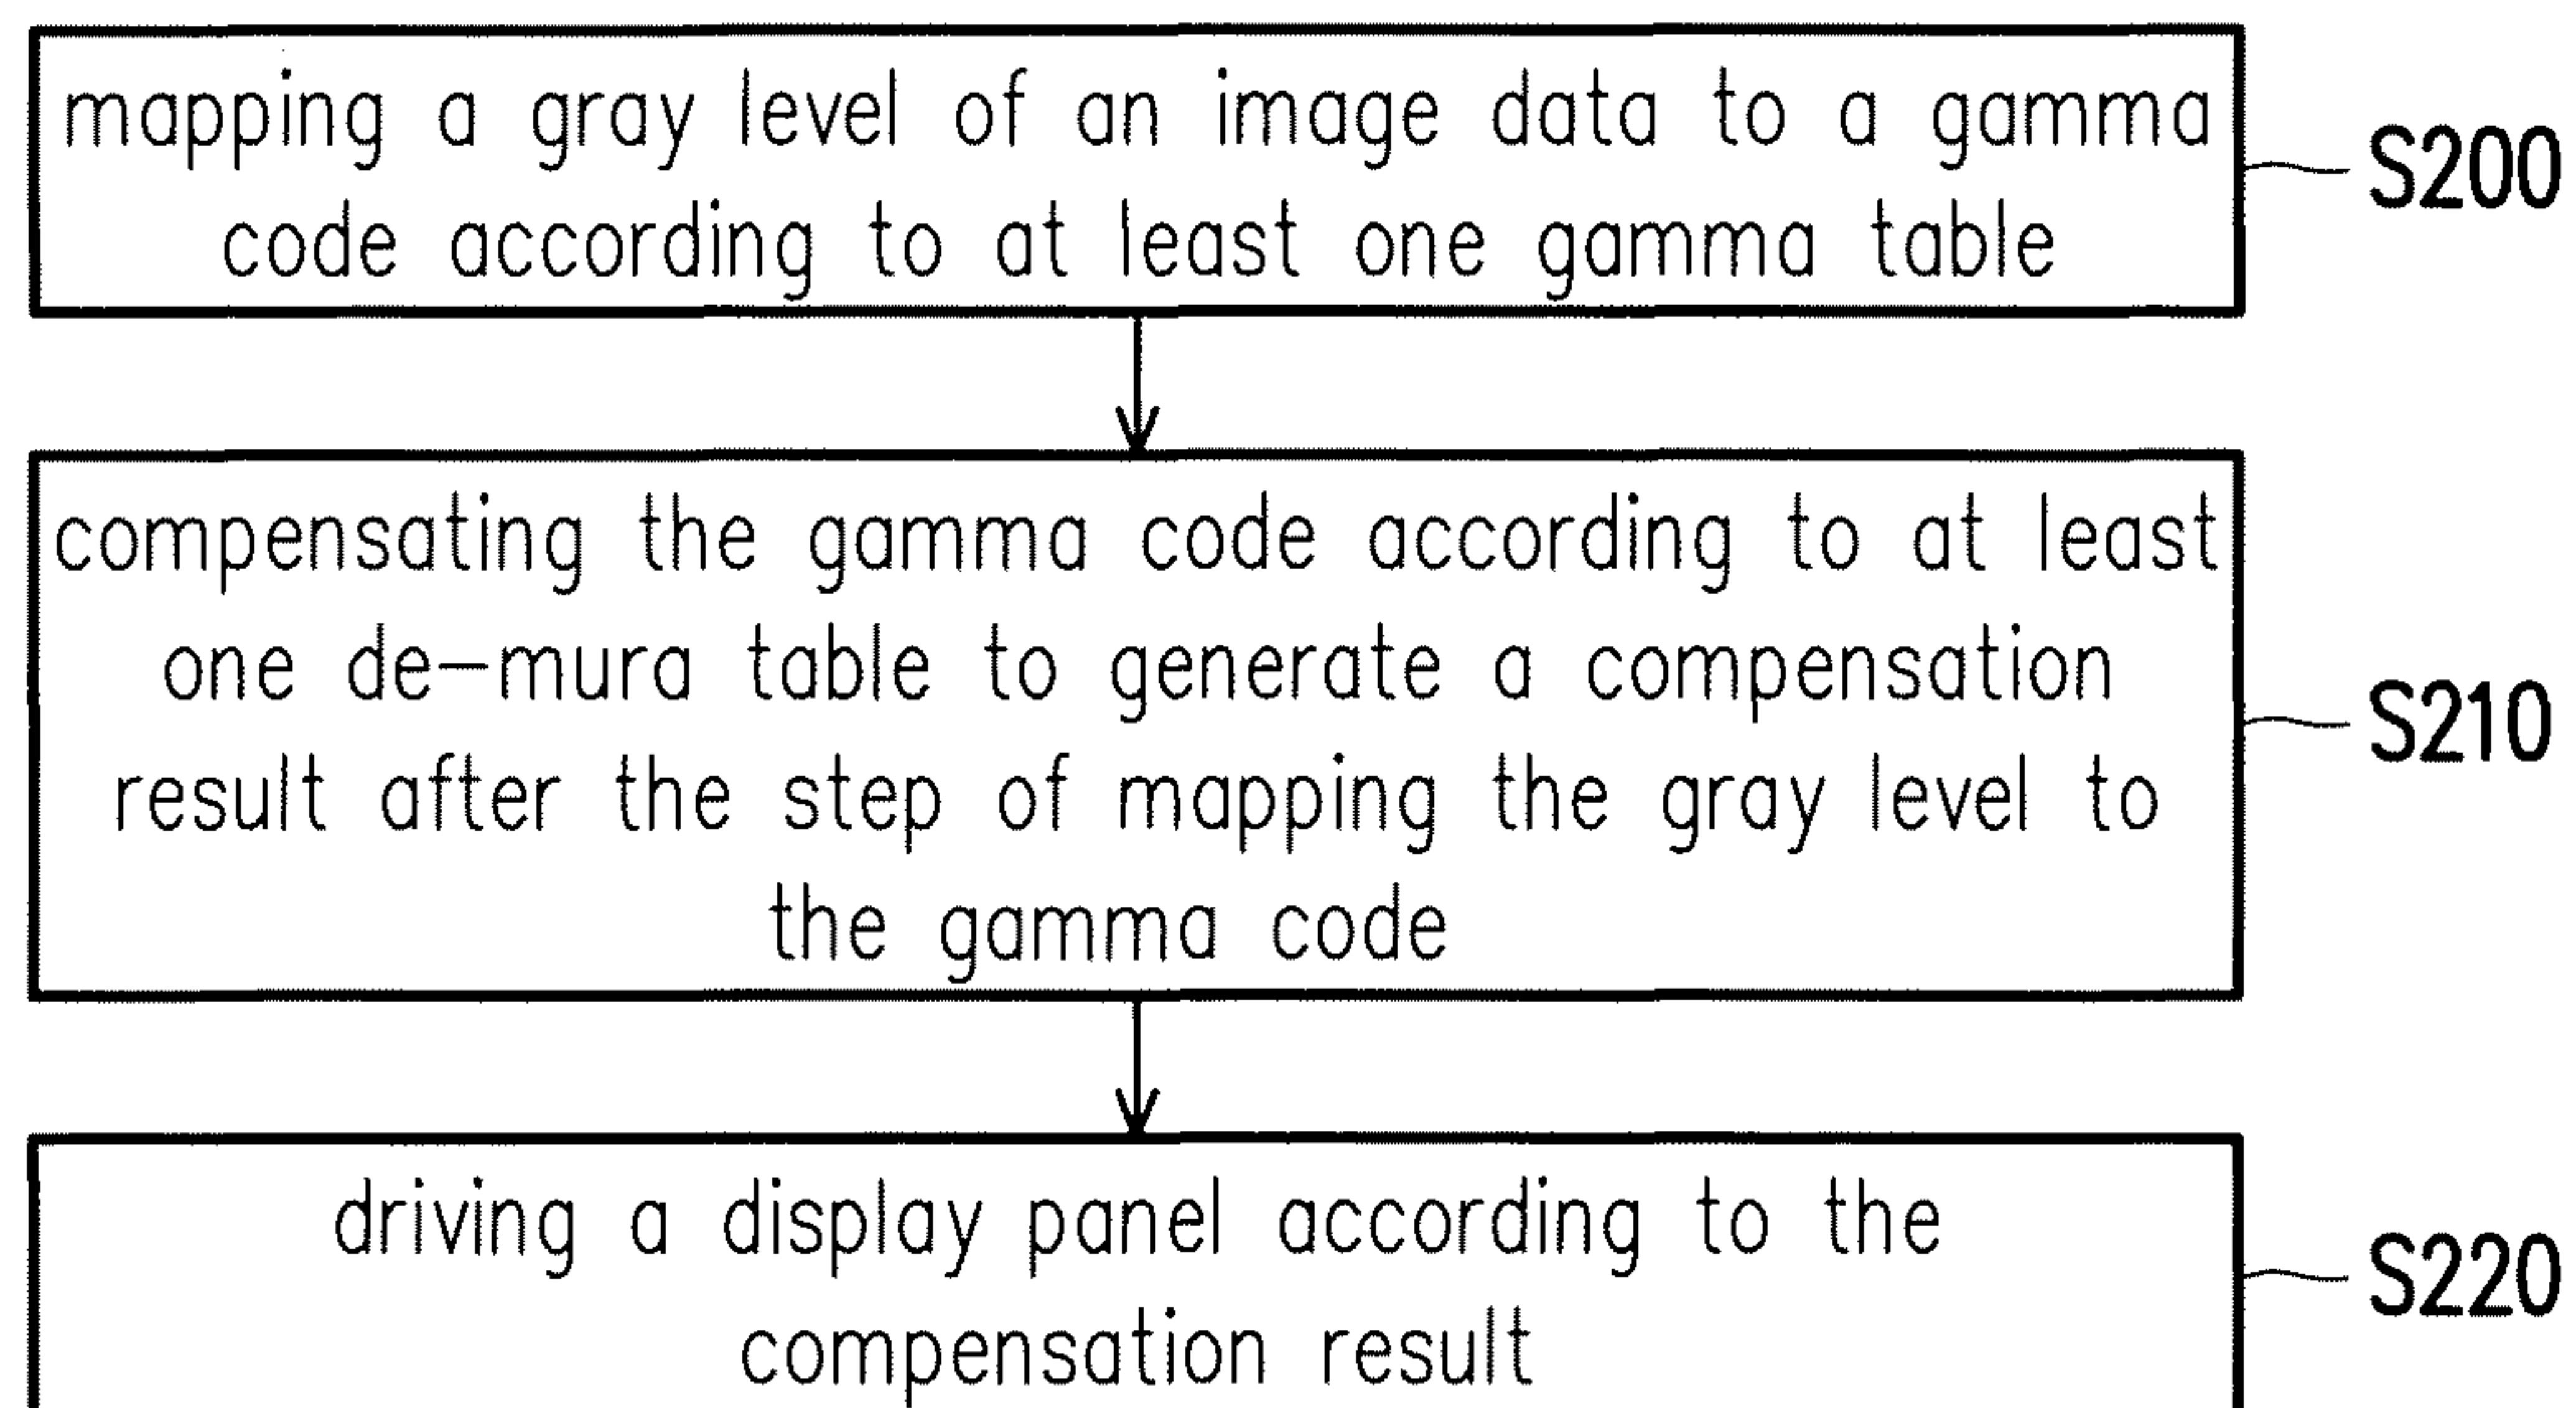 mapping a gray level of an image data to a gamma
code according to at least one gamma table
S200
compensating the gamma code according to at least
one de-mura table to generate a compensation
result after the step of mapping the gray level to
the gamma code
S210
driving a display panel according to the
compensation result
S220